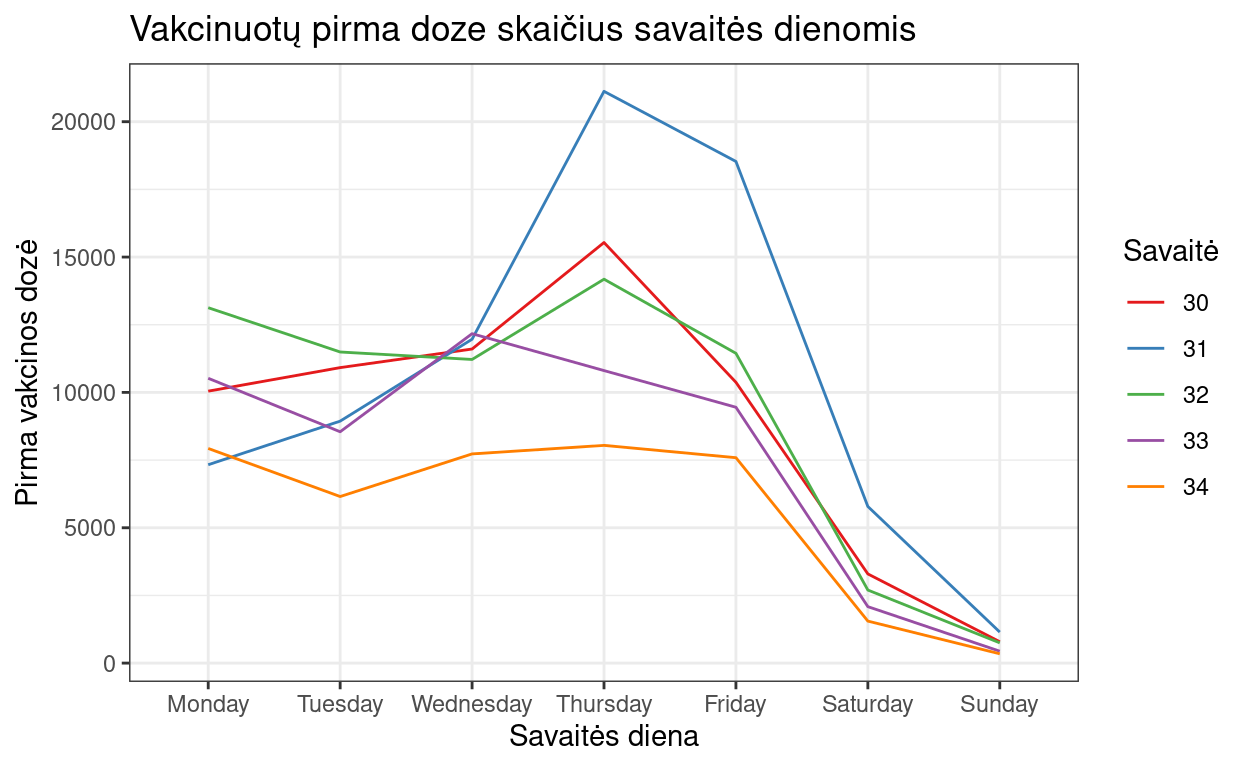 Vakcinuotų pirma doze skaičius savaitės dienomis
Pirma vakcinos dozė
20000
15000
10000
5000
0
Monday Tuesday Wednesday Thursday Friday Saturday Sunday
Savaitės diena
Savaitė
30
31
32
33
34